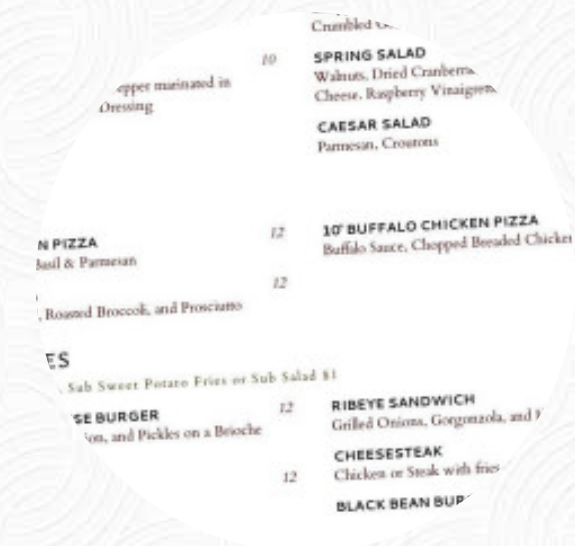 Crumbled
10
epper marinated in
Dressing
SPRING SALAD
Walnuts, Dried Cranberr
Cheese, Raspberry Vinaigrett
CAESAR SALAD
Parmesan, Croutons
N PIZZA
Basil & Parmesan
12
12
, Roasted Broccoli, and Prosciutto
10" BUFFALO CHICKEN PIZZA
Buffalo Sauce, Chopped Breaded Chicken
ES
. Sub Sweet Potato Fries or Sub Salad $1
SE BURGER
12
ion, and Pickles on a Brioche
12
RIBEYE SANDWICH
Grilled Onions, Gorgonzola, and
CHEESESTEAK
Chicken or Steak with fries
BLACK BEAN BUR